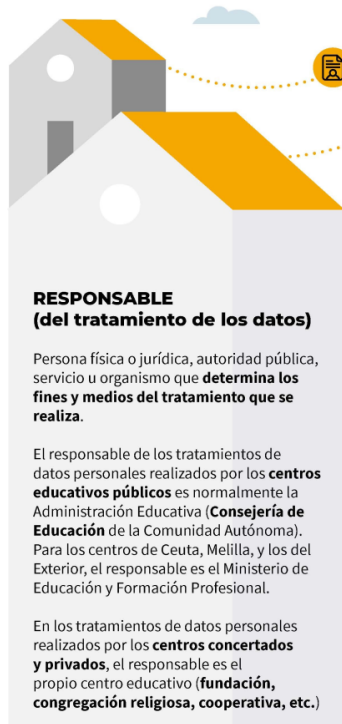 RESPONSABLE
(del tratamiento de los datos)
Persona física o jurídica, autoridad pública,
servicio u organismo que determina los
fines y medios del tratamiento que se
realiza.
El responsable de los tratamientos de
datos personales realizados por los centros
educativos públicos es normalmente la
Administración Educativa (Consejería de
Educación de la Comunidad Autónoma).
Para los centros de Ceuta, Melilla, y los del
Exterior, el responsable es el Ministerio de
Educación y Formación Profesional.
En los tratamientos de datos personales
realizados por los centros concertados
y privados, el responsable es el
propio centro educativo (fundación,
congregación religiosa, cooperativa, etc.)